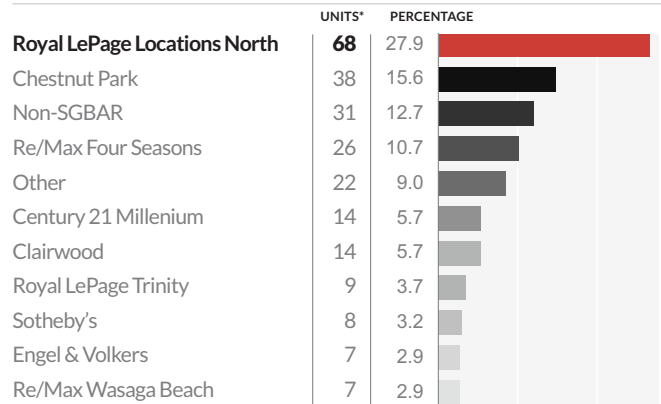 UNITS* PERCENTAGE
Royal LePage Locations North 68 27.9
Chestnut Park 38 15.6
Non-SGBAR 31 12.7
Re/Max Four Seasons 26 10.7
Other 22 9.0
Century 21 Millenium 14 5.7
Clairwood 14 5.7
Royal LePage Trinity 9 3.7
Sotheby's 8 3.2
Engel & Volkers 7 2.9
Re/Max Wasaga Beach 7 2.9